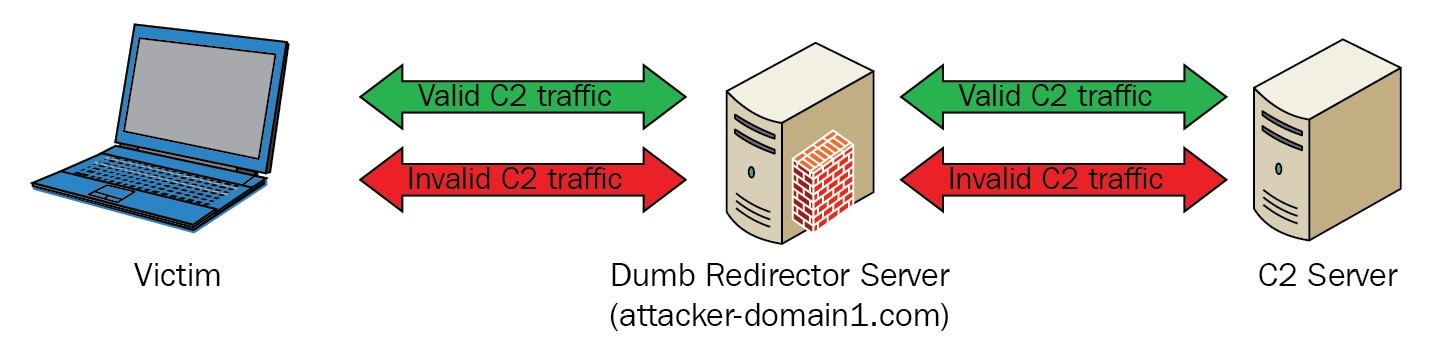 Valid C2 traffic
Valid C2 traffic
Invalid C2 traffic
Invalid C2 traffic
Victim
Dumb Redirector Server
(attacker-domain1.com)
C2 Server